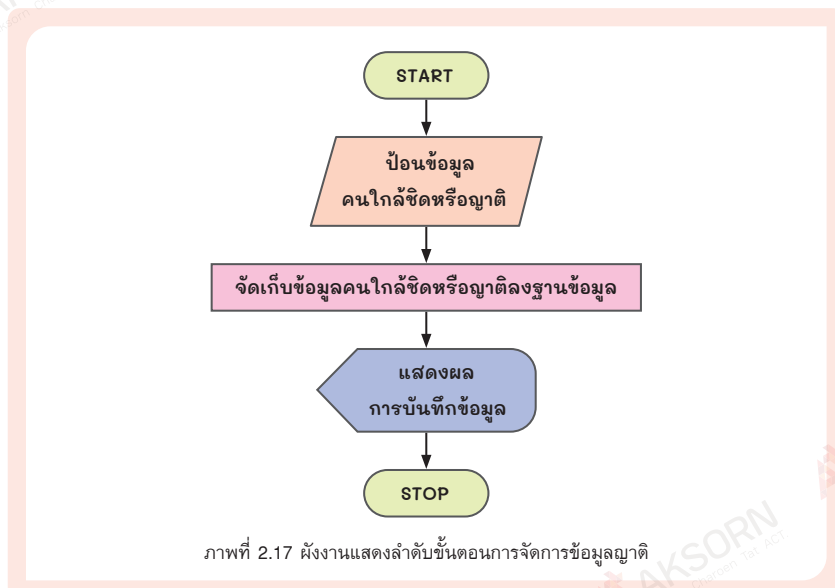 START
ป้อนข้อมูล
คนใกล้ชิดหรือญาติ
จัดเก็บข้อมูลคนใกล้ชิดหรือญาติลงฐานข้อมูล
แสดงผล
การบันทึกข้อมูล
STOP
ภาพที่ 2.17 ผังงานแสดงลำดับขั้นตอนการจัดการข้อมูลญาติ
AKSORN
Charoen Tat ACT